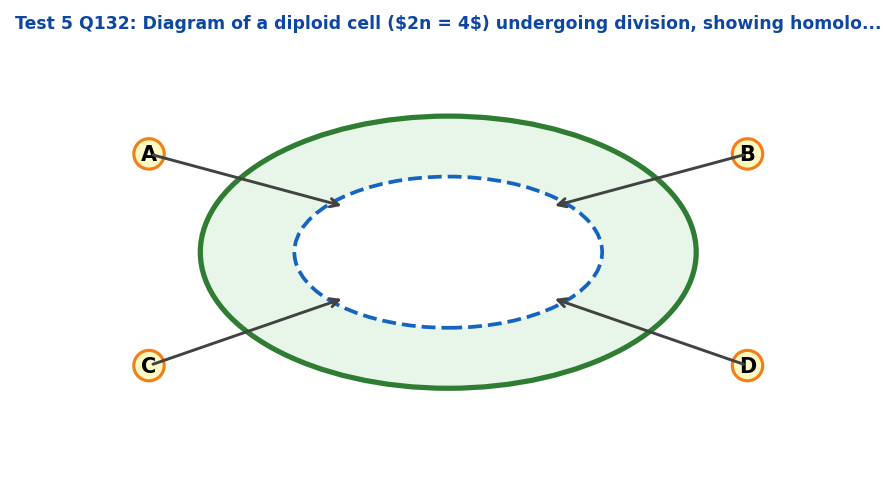 Test 5 Q132: Diagram of a diploid cell ($2n = 4$) undergoing division, showing homolo...
A
B
C
D